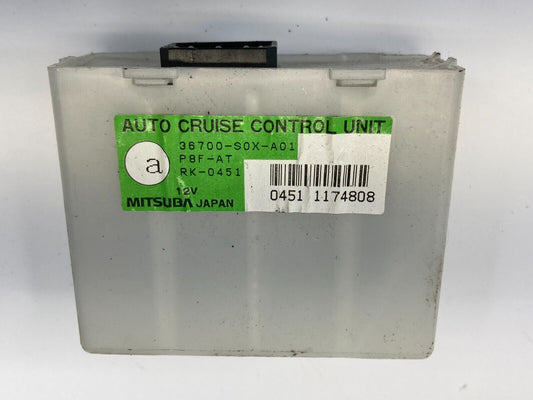 AUTO CRUISE CONTROL UNIT
a
36700-S0X-A01
P8F-AT
RK-0451
12V
MITSUBA JAPAN
0451 1174808